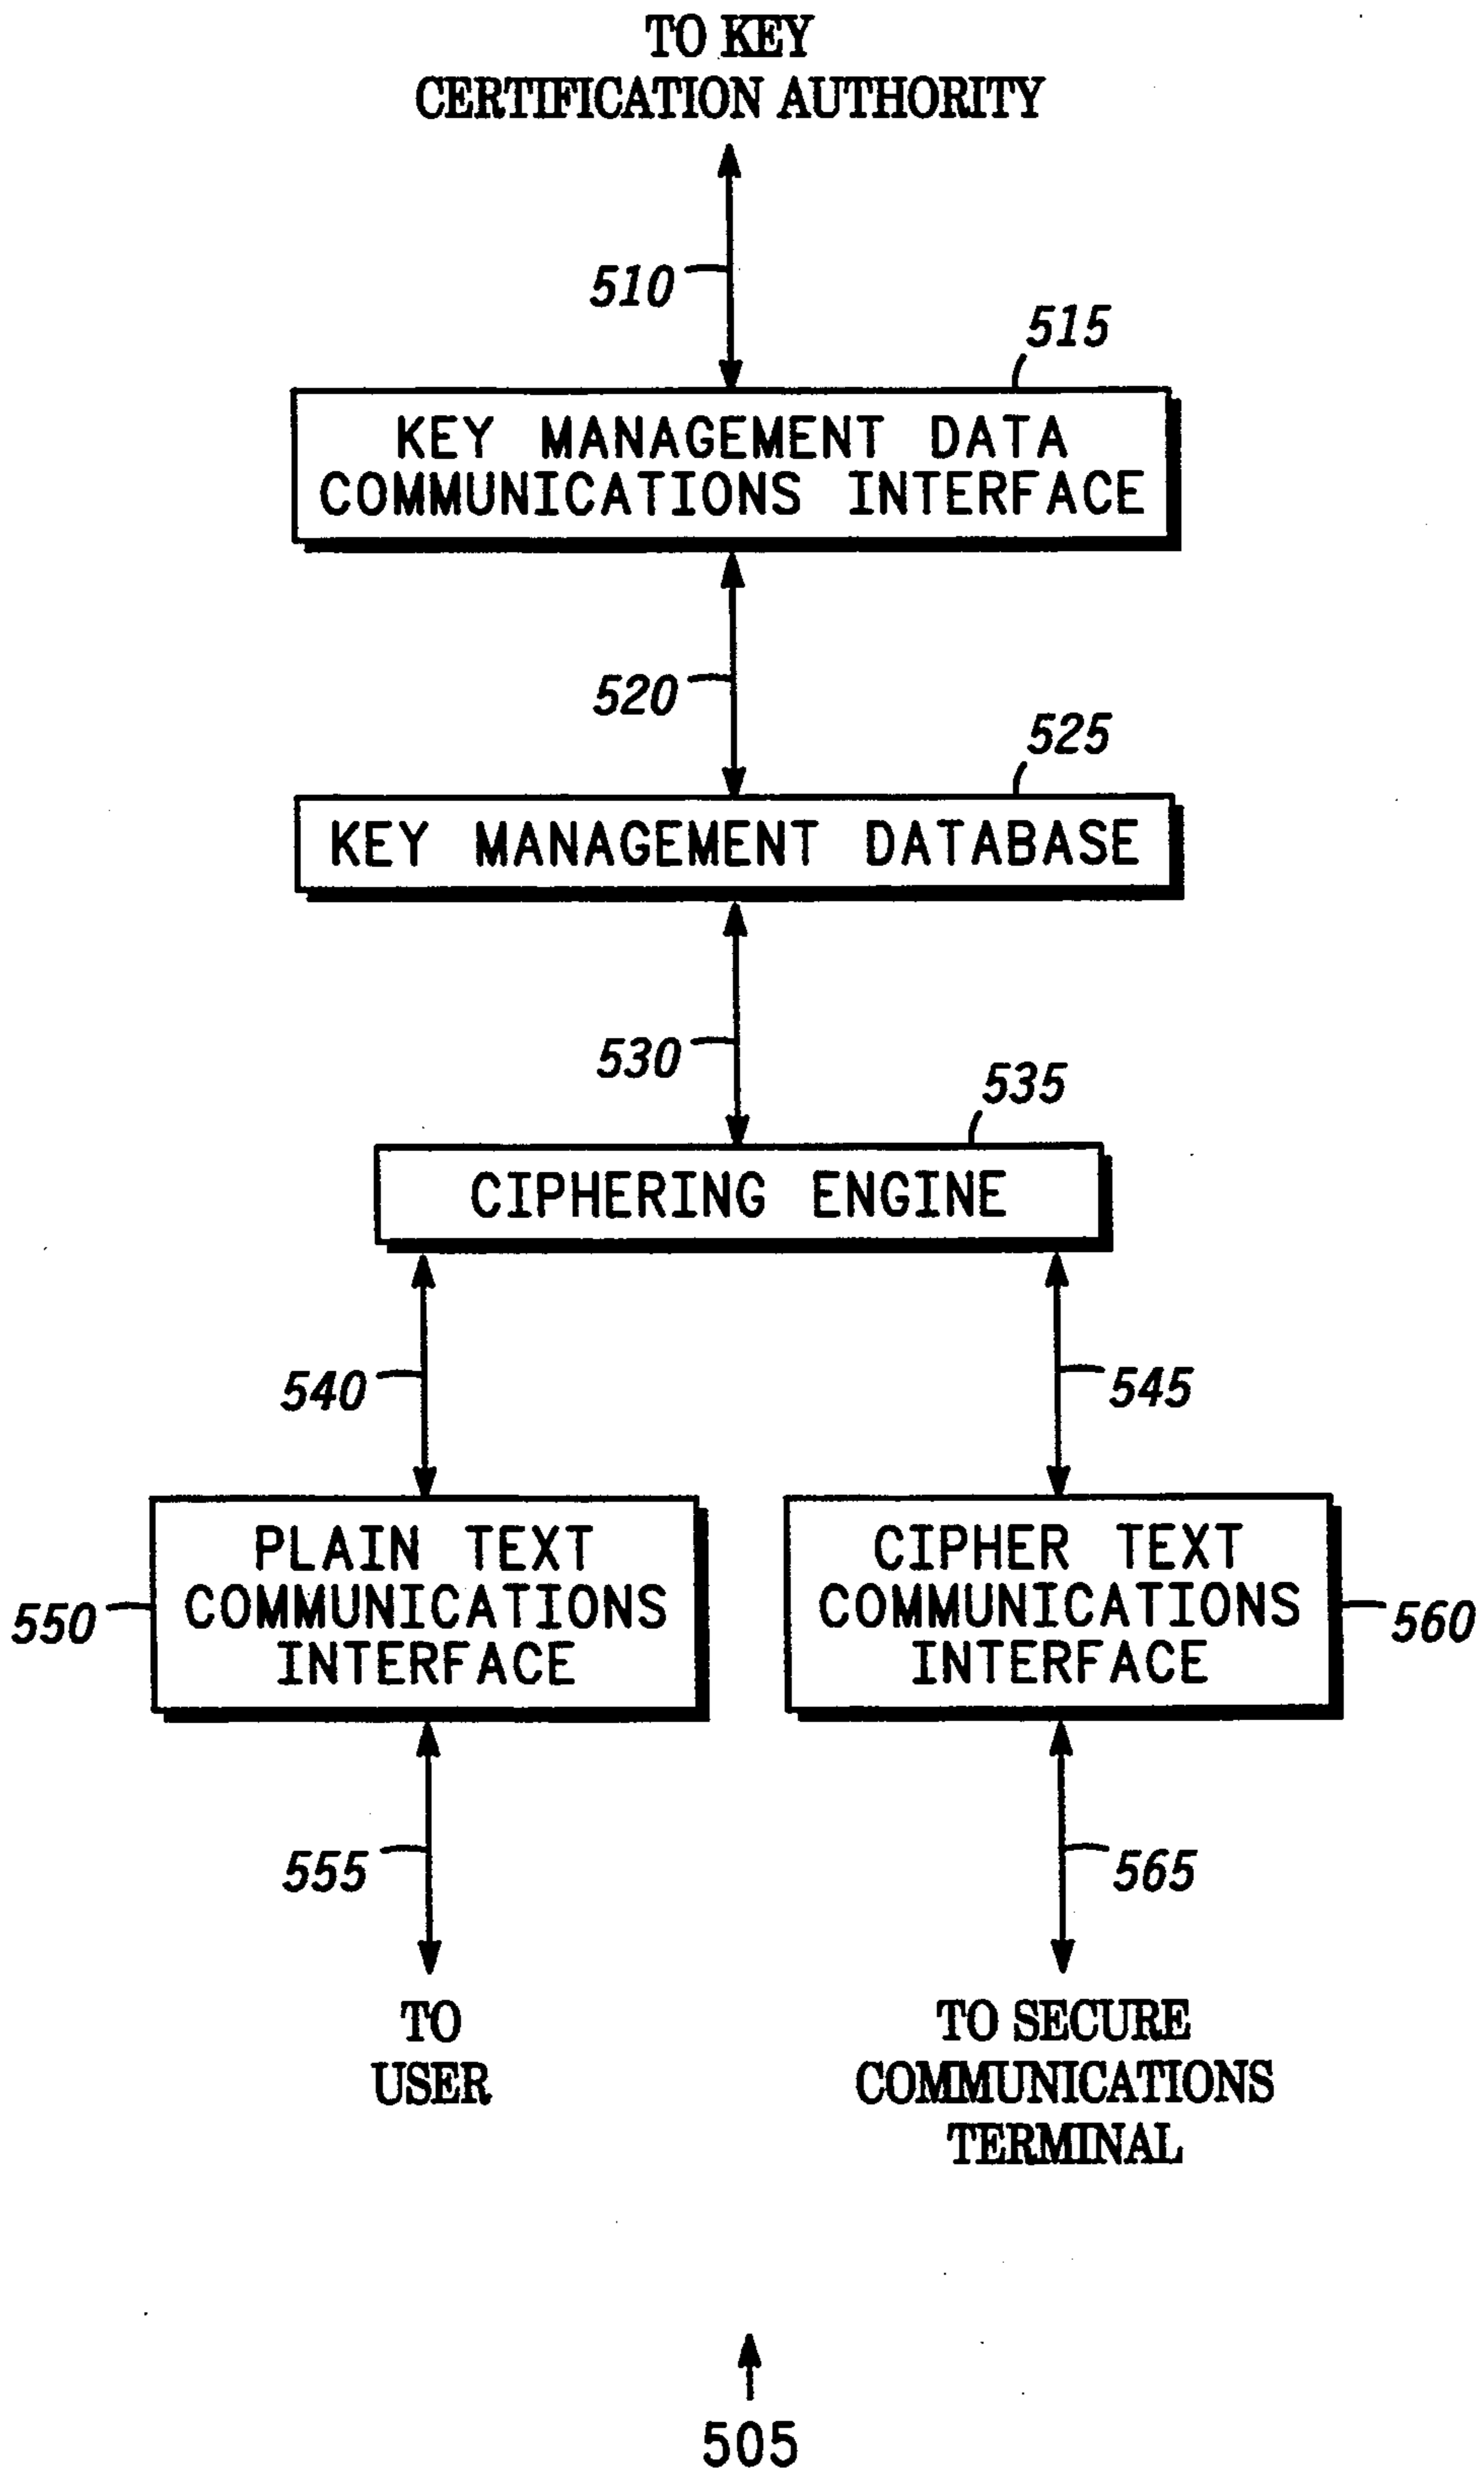 TO KEY
CERTIFICATION AUTHORITY
510
515
KEY MANAGEMENT DATA
COMMUNICATIONS INTERFACE
520
525
KEY MANAGEMENT DATABASE
530
535
CIPHERING ENGINE
540
545
PLAIN TEXT
COMMUNICATIONS
INTERFACE
550
CIPHER TEXT
COMMUNICATIONS
INTERFACE
560
555
565
TO
USER
TO SECURE
COMMUNICATIONS
TERMINAL
505